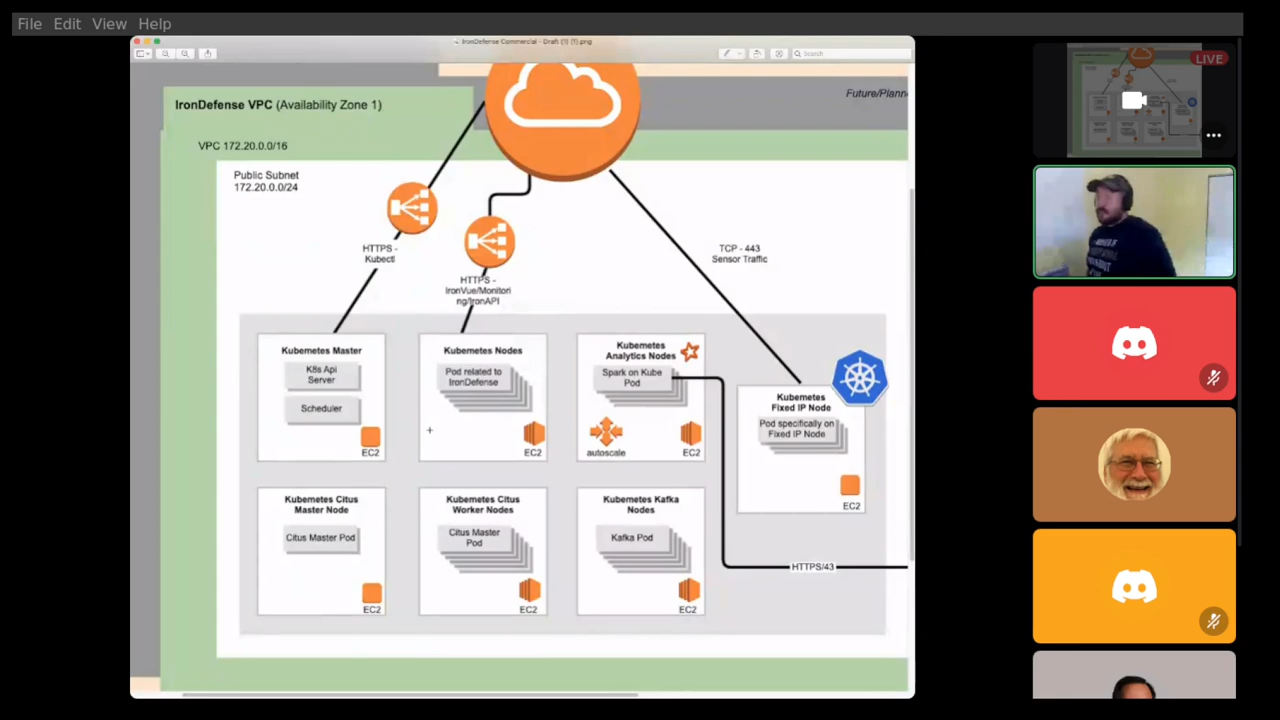 File Edit View Help
IronDefense Commercial - Draft (1) (1).png
Search
LIVE
IronDefense VPC (Availability Zone 1)
Future/Plann
VPC 172.20.0.0/16
Public Subnet
172.20.0.0/24
HTTPS -
Kubectl
HTTPS -
IronVue/Monitori
ng/IronAPI
TCP - 443
Sensor Traffic
Kubernetes Master
K8s Api
Server
Scheduler
EC2
Kubernetes Nodes
Pod related to
IronDefense
EC2
Kubernetes
Analytics Nodes
Spark on Kube
Pod
autoscale
EC2
Kubernetes
Fixed IP Node
Pod specifically on
Fixed IP Node
EC2
Kubernetes Citus
Master Node
Citus Master Pod
EC2
Kubernetes Citus
Worker Nodes
Citus Master
Pod
EC2
Kubernetes Kafka
Nodes
Kafka Pod
EC2
HTTPS/43